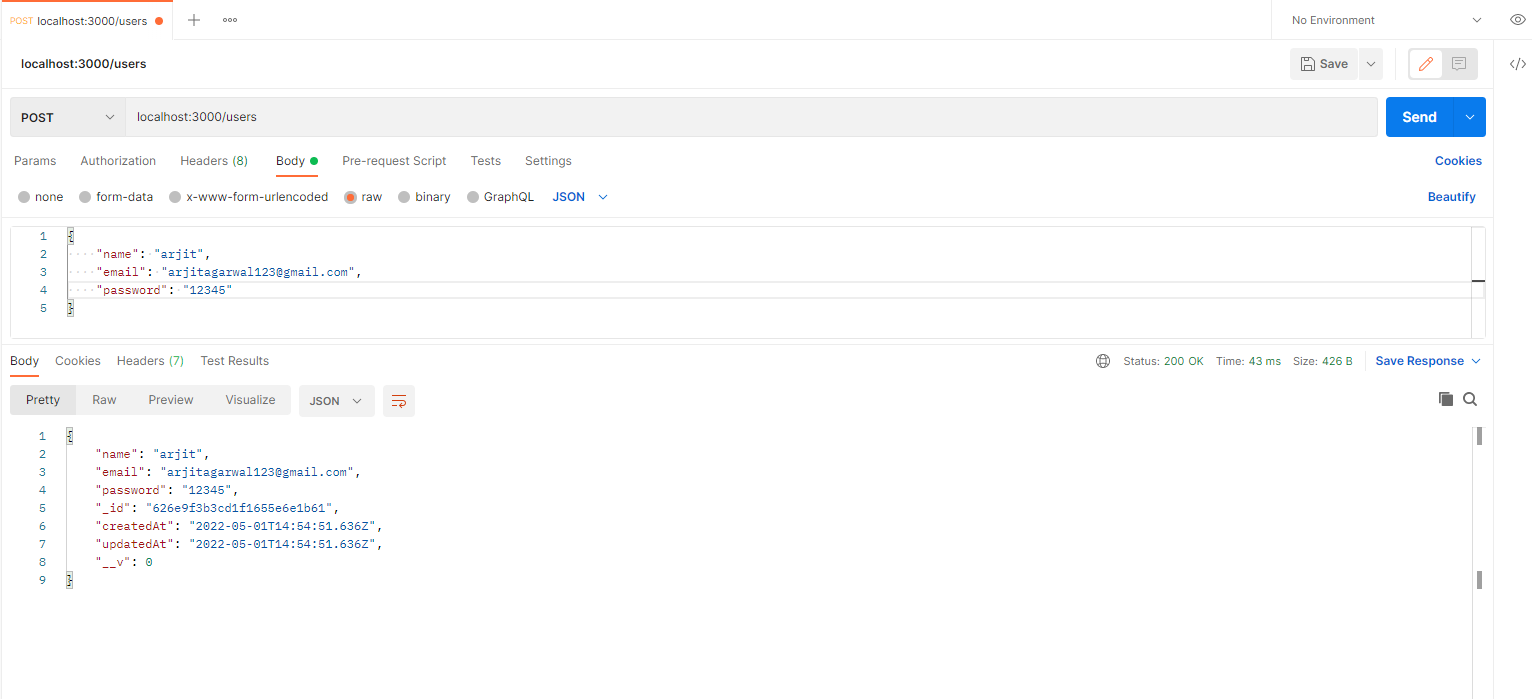 POST localhost:3000/users
No Environment
localhost:3000/users
Save
</>
POST localhost:3000/users Send
Params Authorization Headers (8) Body Pre-request Script Tests Settings Cookies
none form-data x-www-form-urlencoded raw binary GraphQL JSON Beautify
1 {
2 "name": "arjit",
3 "email": "arjitagarwal123@gmail.com",
4 "password": "12345"
5 }
Body Cookies Headers (7) Test Results Status: 200 OK Time: 43 ms Size: 426 B Save Response
Pretty Raw Preview Visualize JSON
1 {
2 "name": "arjit",
3 "email": "arjitagarwal123@gmail.com",
4 "password": "12345",
5 "_id": "626e9f3b3cd1f1655e6e1b61",
6 "createdAt": "2022-05-01T14:54:51.636Z",
7 "updatedAt": "2022-05-01T14:54:51.636Z",
8 "__v": 0
9 }